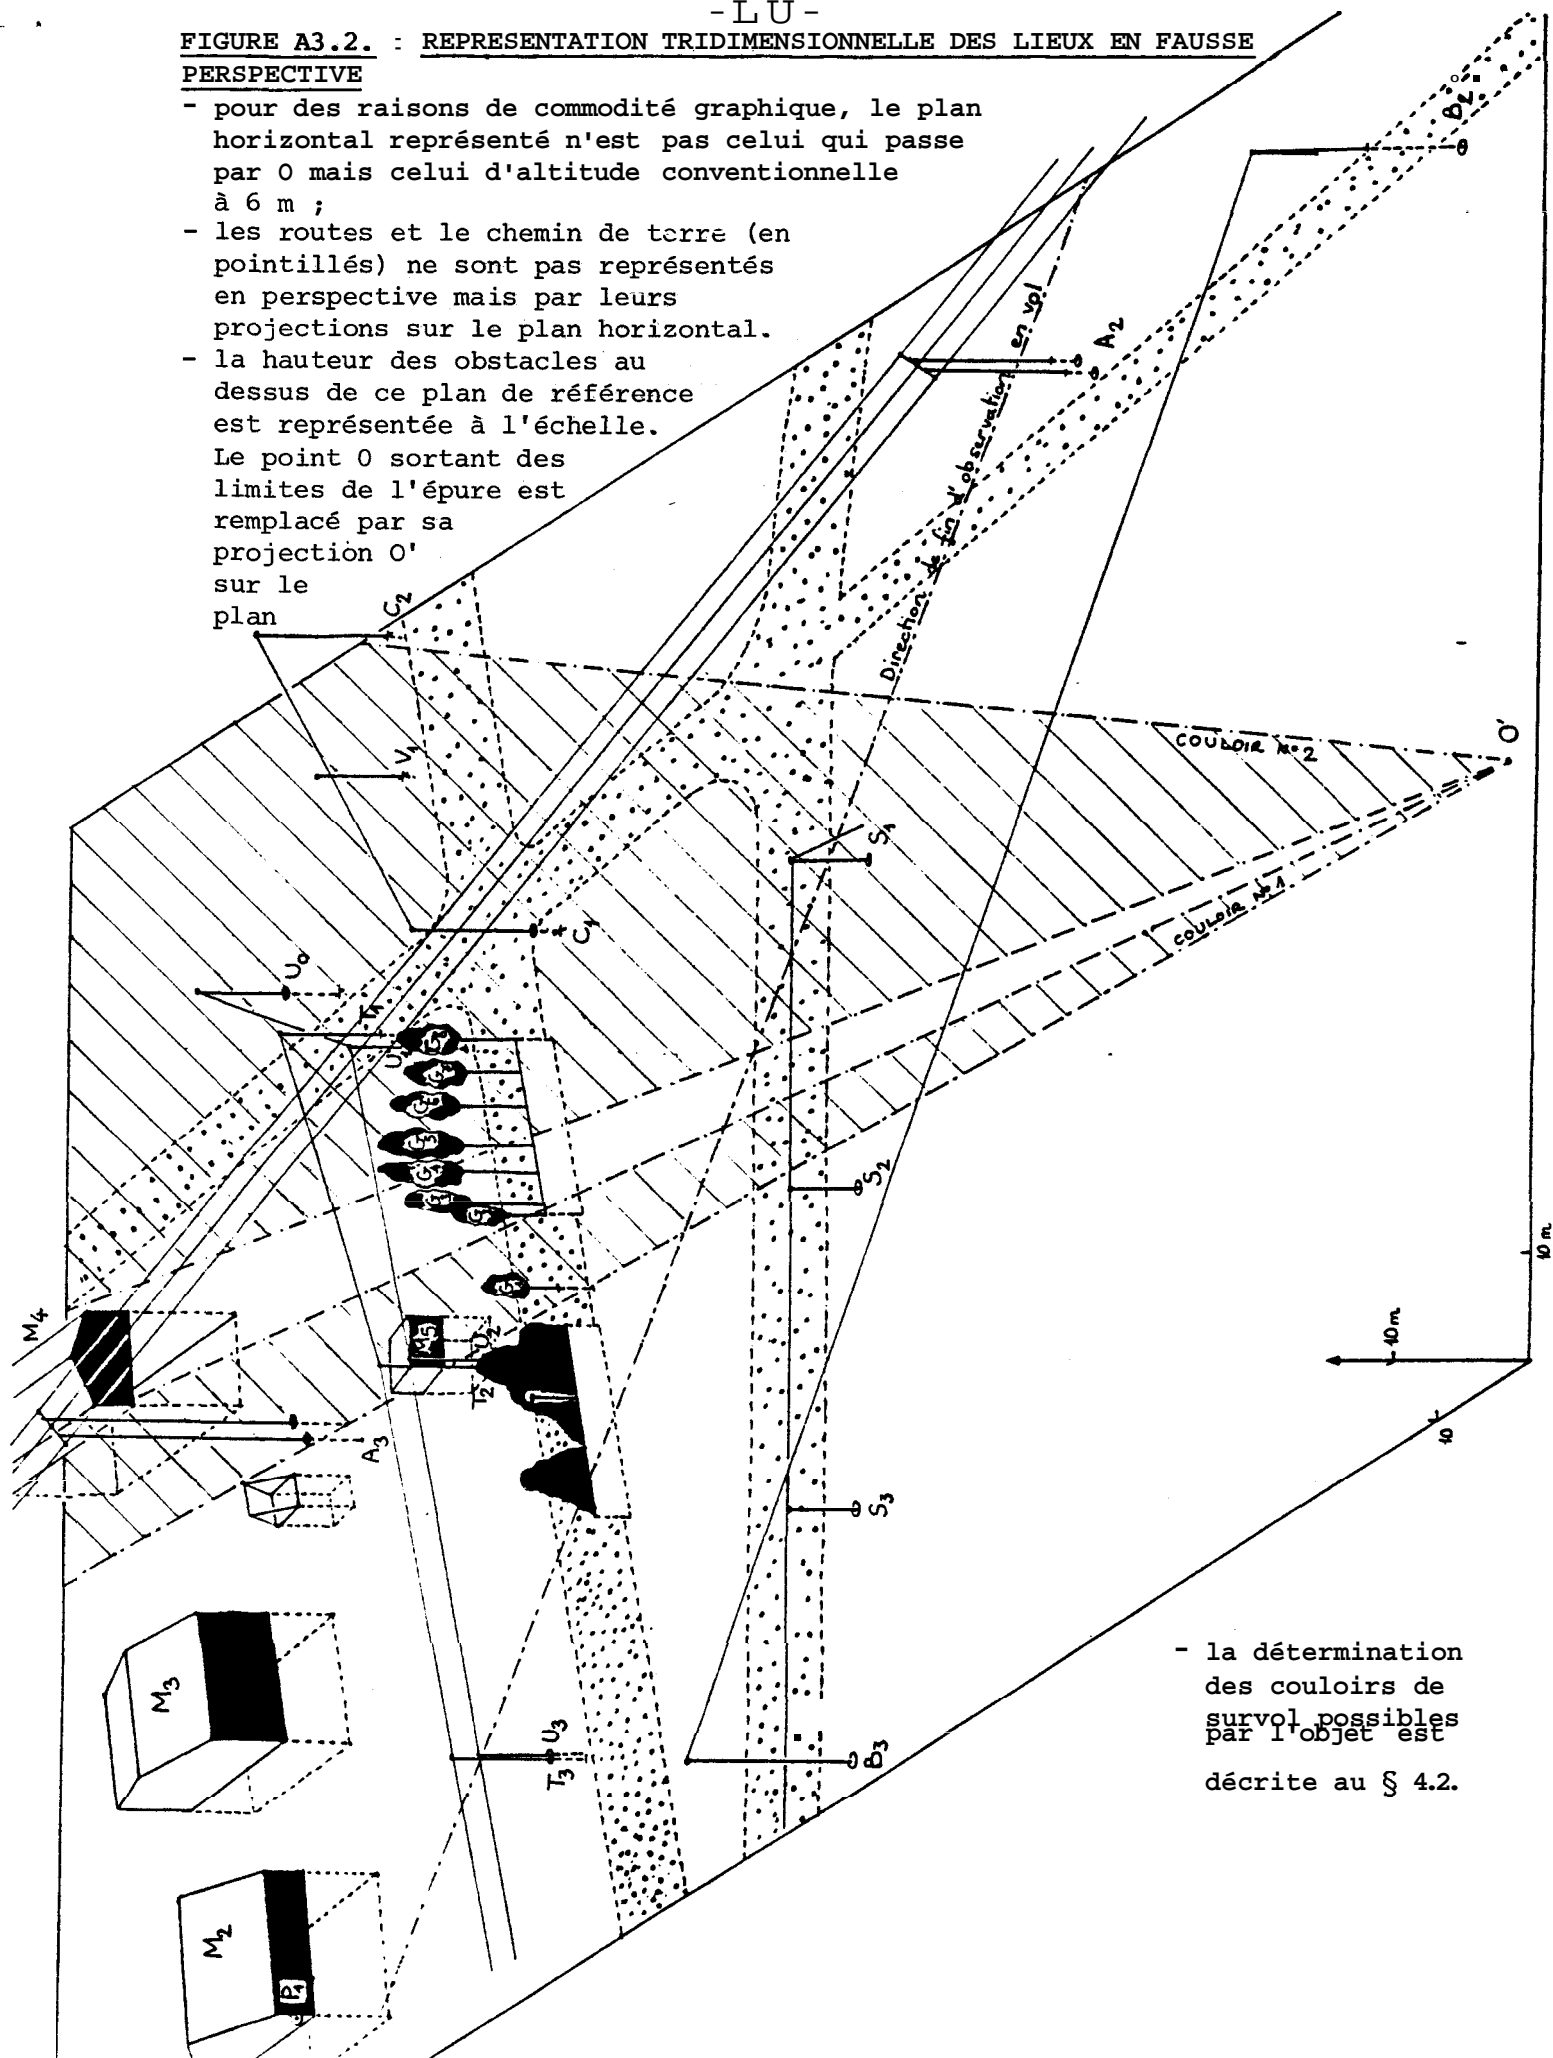 -LU-
FIGURE A3.2. : REPRESENTATION TRIDIMENSIONNELLE DES LIEUX EN FAUSSE
PERSPECTIVE
- pour des raisons de commodité graphique, le plan
horizontal représenté n'est pas celui qui passe
par O mais celui d'altitude conventionnelle
à 6 m ;
- les routes et le chemin de terre (en
pointillés) ne sont pas représentés
en perspective mais par leurs
projections sur le plan horizontal.
- la hauteur des obstacles au
dessus de ce plan de référence
est représentée à l'échelle.
Le point O sortant des
limites de l'épure est
remplacé par sa
projection O'
sur le
plan
B2
A2
Direction de fin d'observation en vol
C2
V1
COULOIR N°2
O'
S1
COULOIR N°1
C1
U0
T1
S2
M4
M5
U2
T2
A3
S3
10m
10m
10
M3
U3
T3
B3
M2
P1
- la détermination
des couloirs de
survol possibles
par l'objet est
décrite au § 4.2.